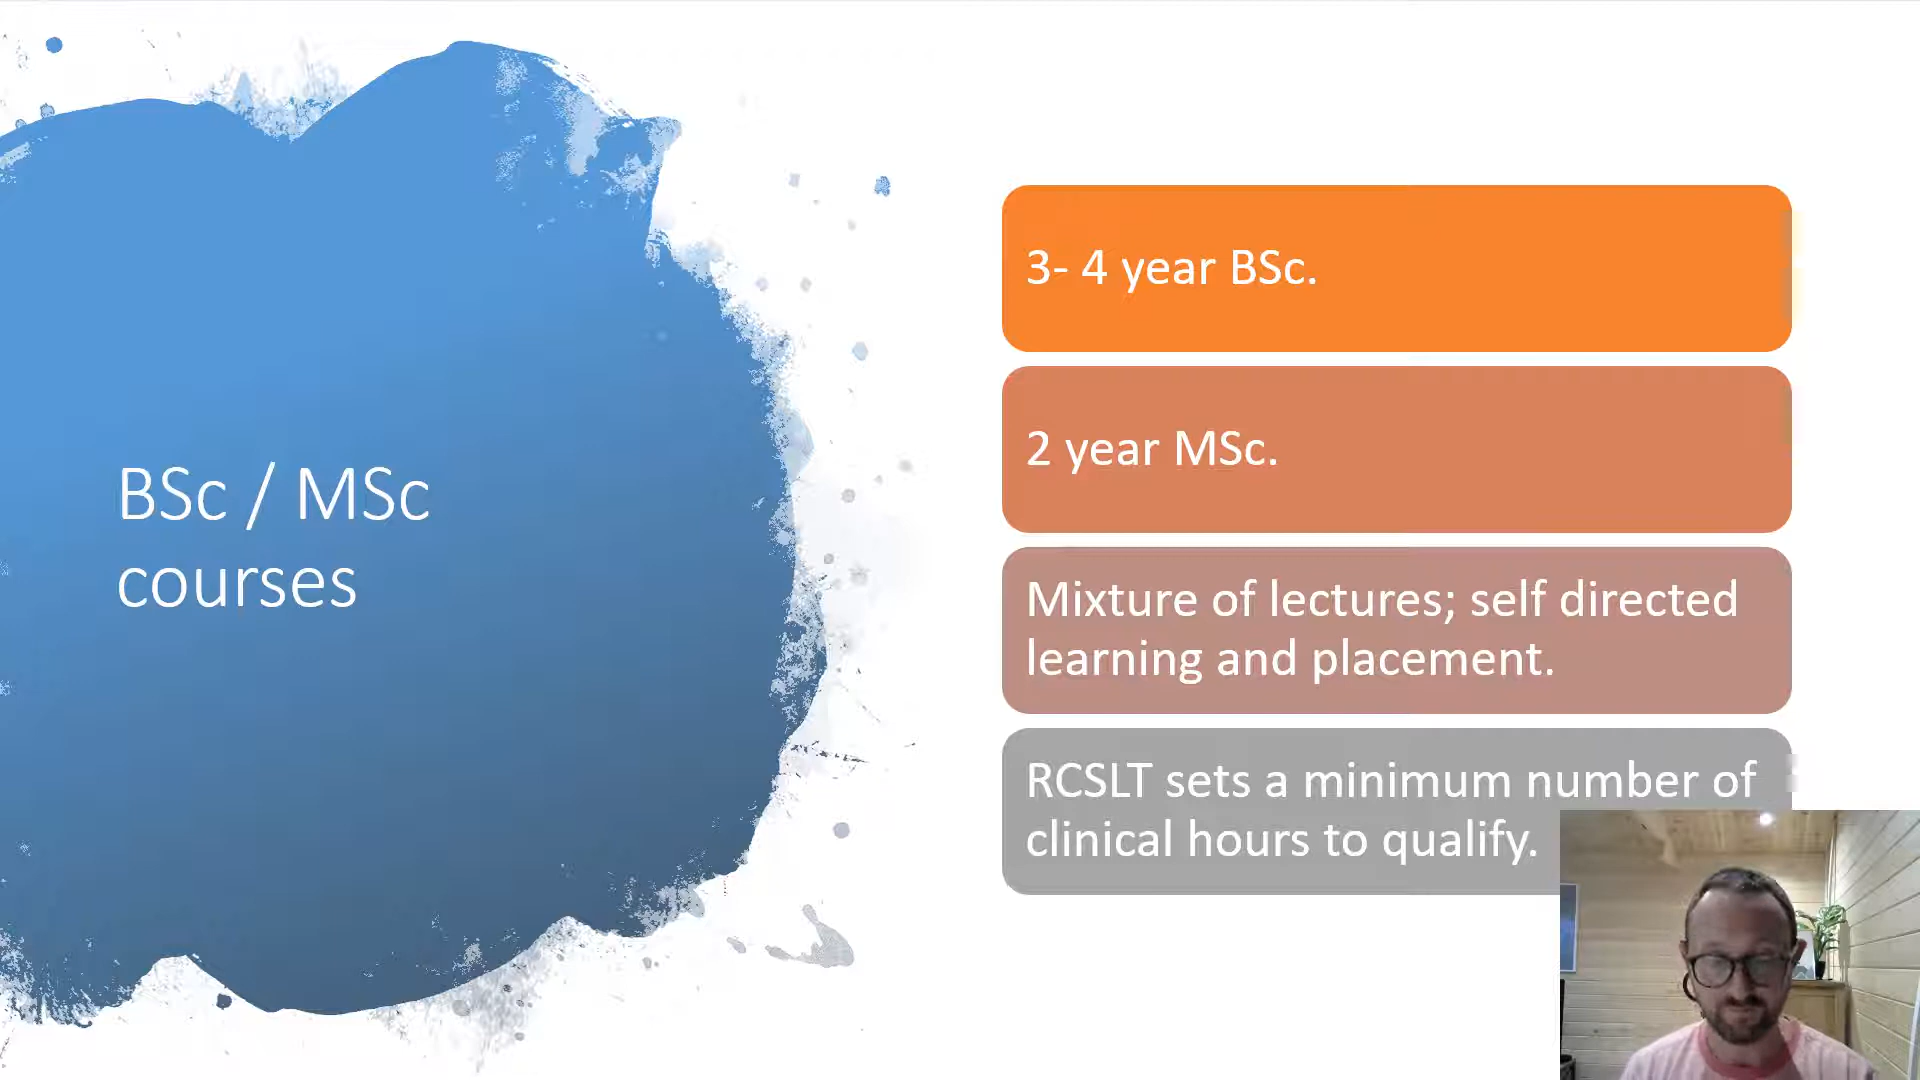 BSc / MSc
courses
3- 4 year BSc.
2 year MSc.
Mixture of lectures; self directed
learning and placement.
RCSLT sets a minimum number of
clinical hours to qualify.